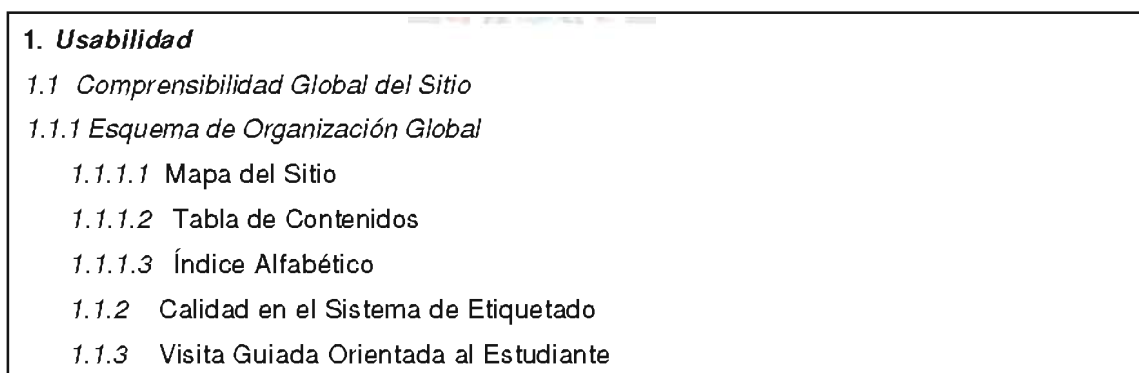 1. Usabilidad
1.1 Comprensibilidad Global del Sitio
1.1.1 Esquema de Organización Global
1.1.1.1 Mapa del Sitio
1.1.1.2 Tabla de Contenidos
1.1.1.3 Índice Alfabético
1.1.2 Calidad en el Sistema de Etiquetado
1.1.3 Visita Guiada Orientada al Estudiante